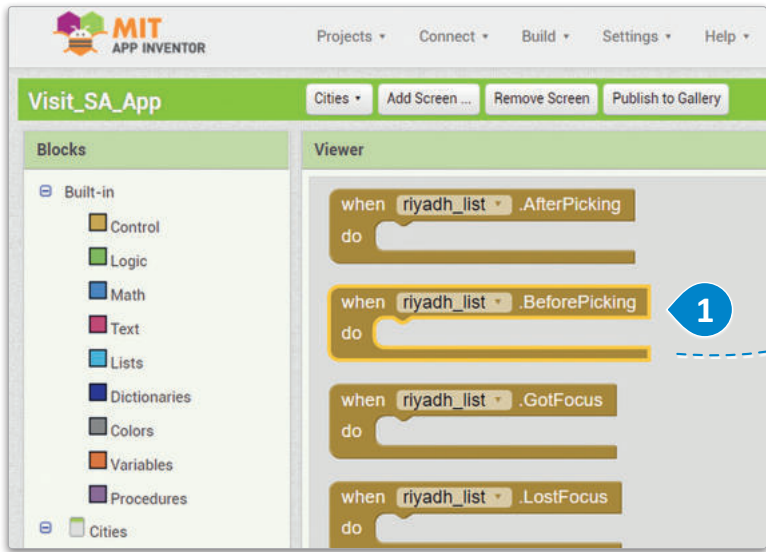 MIT
APP INVENTOR
Projects Connect Build Settings Help
Visit_SA_App
Cities Add Screen ... Remove Screen Publish to Gallery
Blocks
Built-in
Control
Logic
Math
Text
Lists
Dictionaries
Colors
Variables
Procedures
Cities
Viewer
when riyadh_list .AfterPicking
do
when riyadh_list .BeforePicking
do
1
when riyadh_list .GotFocus
do
when riyadh_list .LostFocus
do